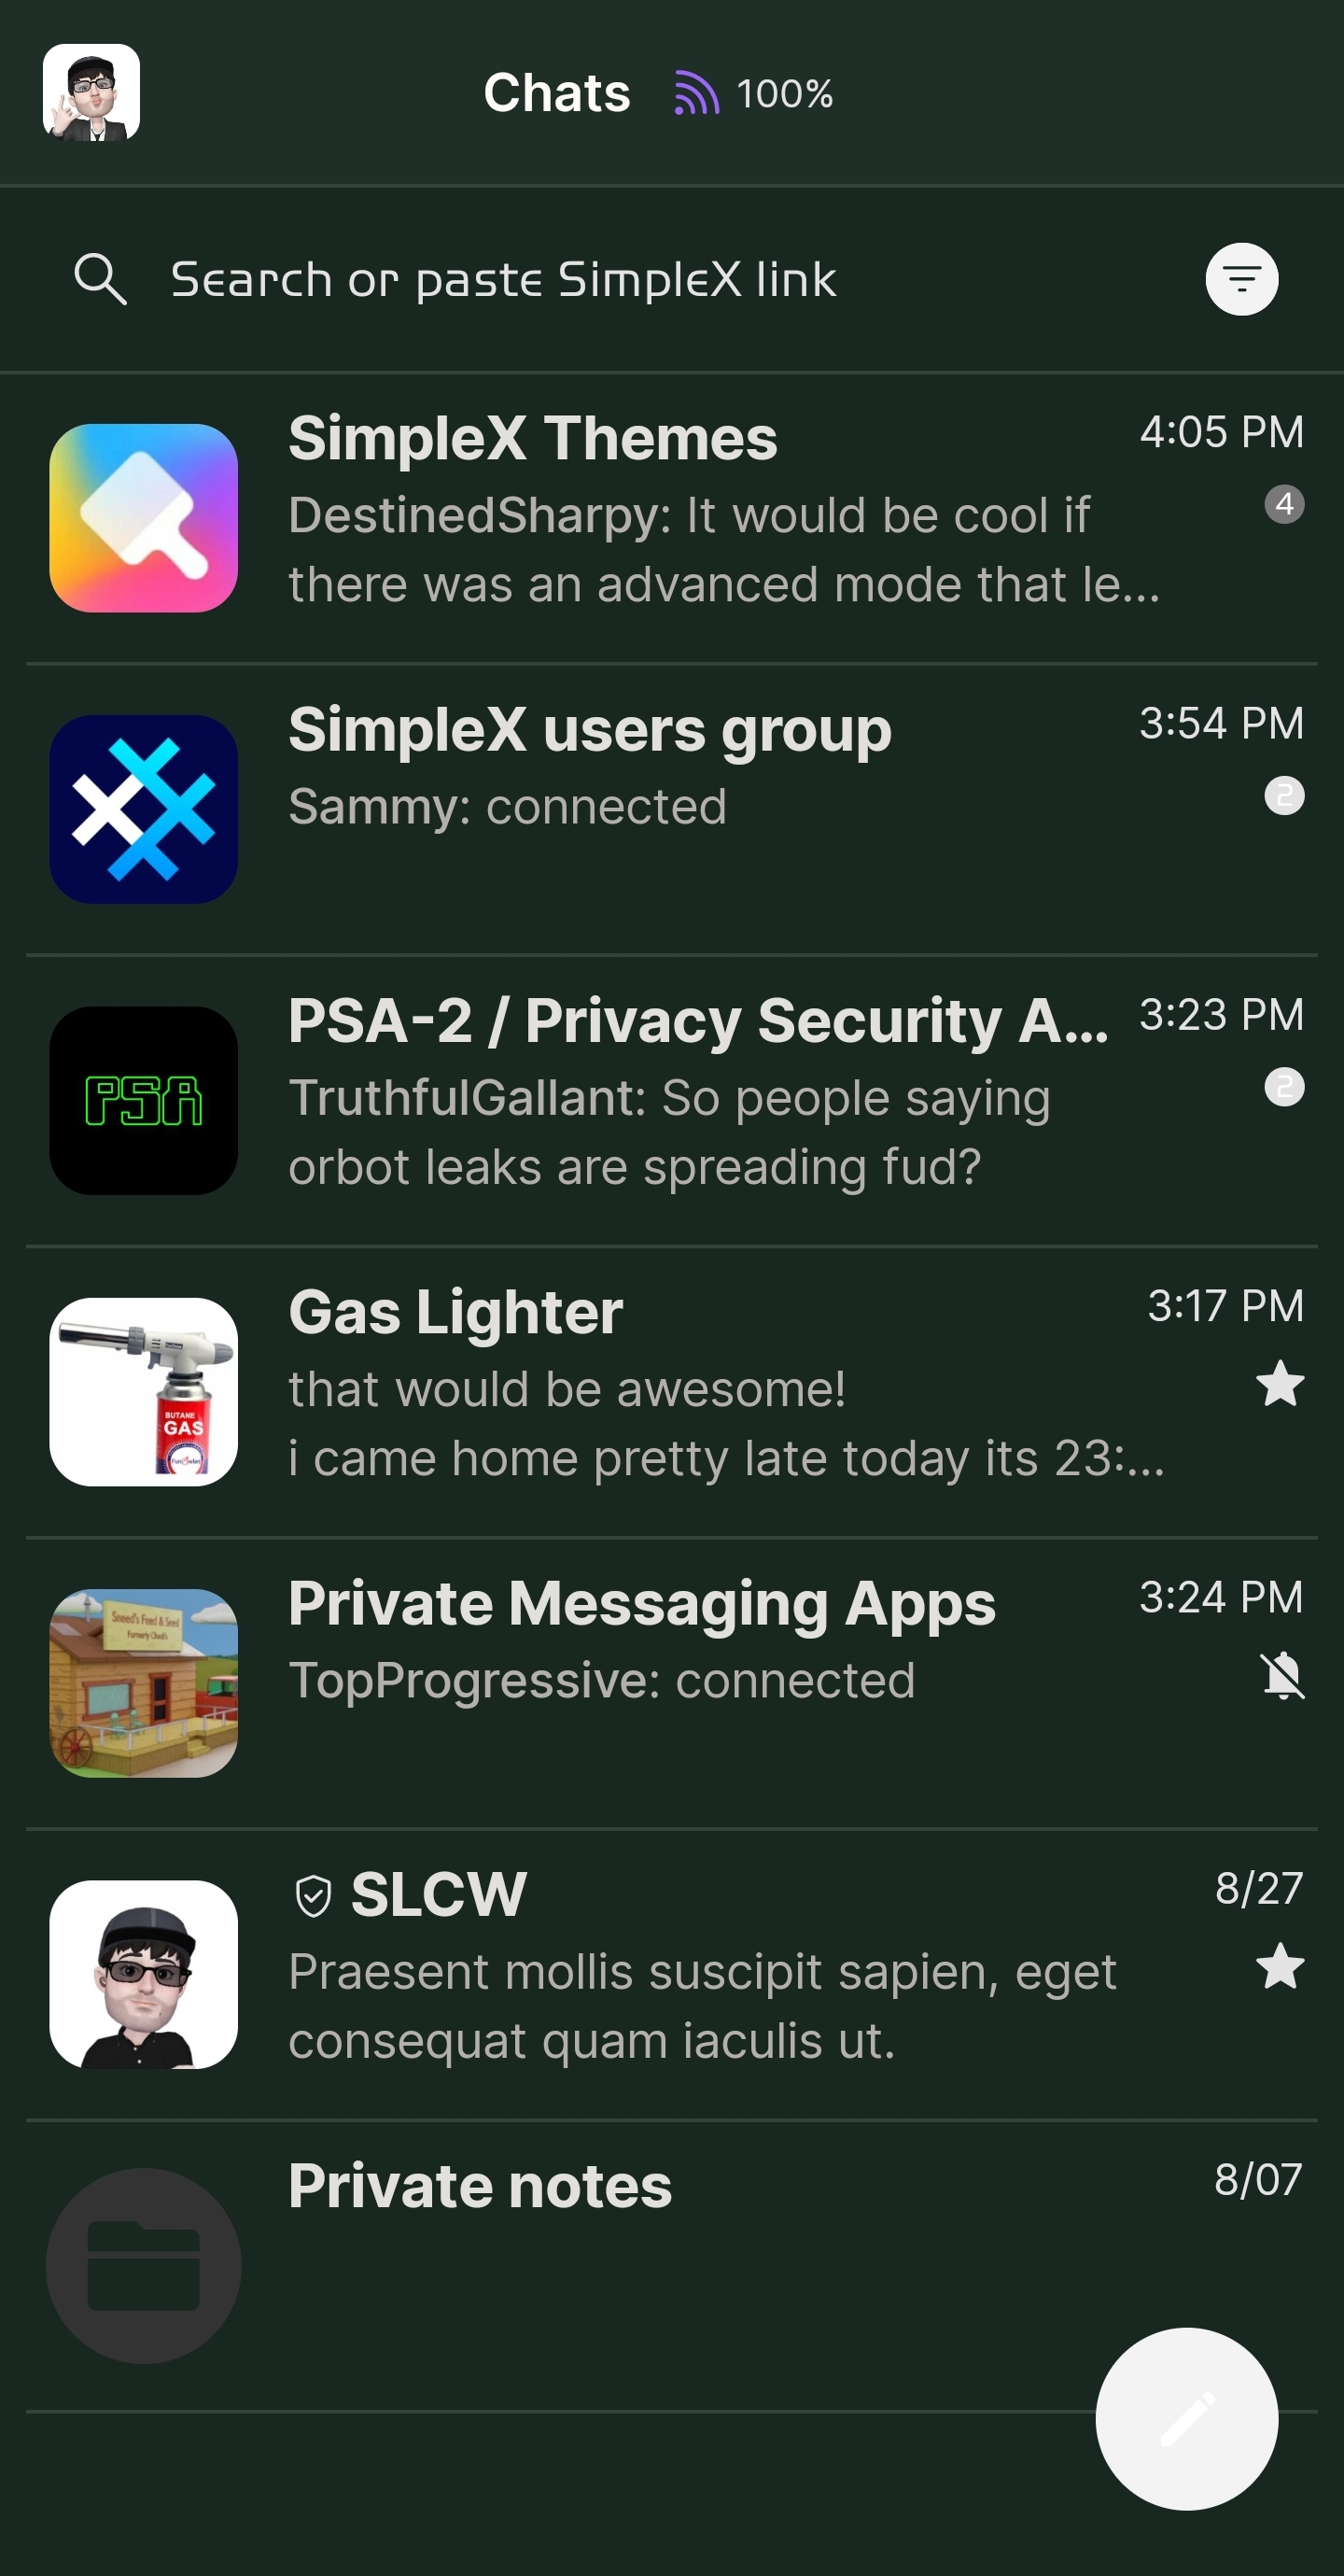 Chats 100%
Search or paste SimpleX link
SimpleX Themes 4:05 PM
DestinedSharpy: It would be cool if 4
there was an advanced mode that le...
SimpleX users group 3:54 PM
Sammy: connected 2
PSA
PSA-2 / Privacy Security A... 3:23 PM
TruthfulGallant: So people saying 2
orbot leaks are spreading fud?
BUTANE
GAS
Gas Lighter 3:17 PM
that would be awesome!
i came home pretty late today its 23:...
Sneed's Feed & Seed
Formerly Chuck's
Private Messaging Apps 3:24 PM
TopProgressive: connected
SLCW 8/27
Praesent mollis suscipit sapien, eget
consequat quam iaculis ut.
Private notes 8/07